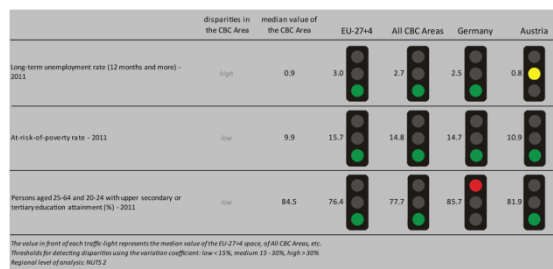 disparities in the CBC Area median value of the CBC Area EU-27+4 All CBC Areas Germany Austria
Long-term unemployment rate (12 months and more) - 2011 high 0.9 3.0 2.7 2.5 0.8
At-risk-of-poverty rate - 2011 low 9.9 15.7 14.8 14.7 10.9
Persons aged 25-64 and 20-24 with upper secondary or tertiary education attainment (%) - 2011 low 84.5 76.4 77.7 85.7 81.9
The value in front of each traffic-light represents the median value of the EU-27+4 space, of All CBC Areas, etc.
Thresholds for detecting disparities using the variation coefficient: low < 15%, medium 15 - 30%, high > 30%
Regional level of analysis: NUTS 2